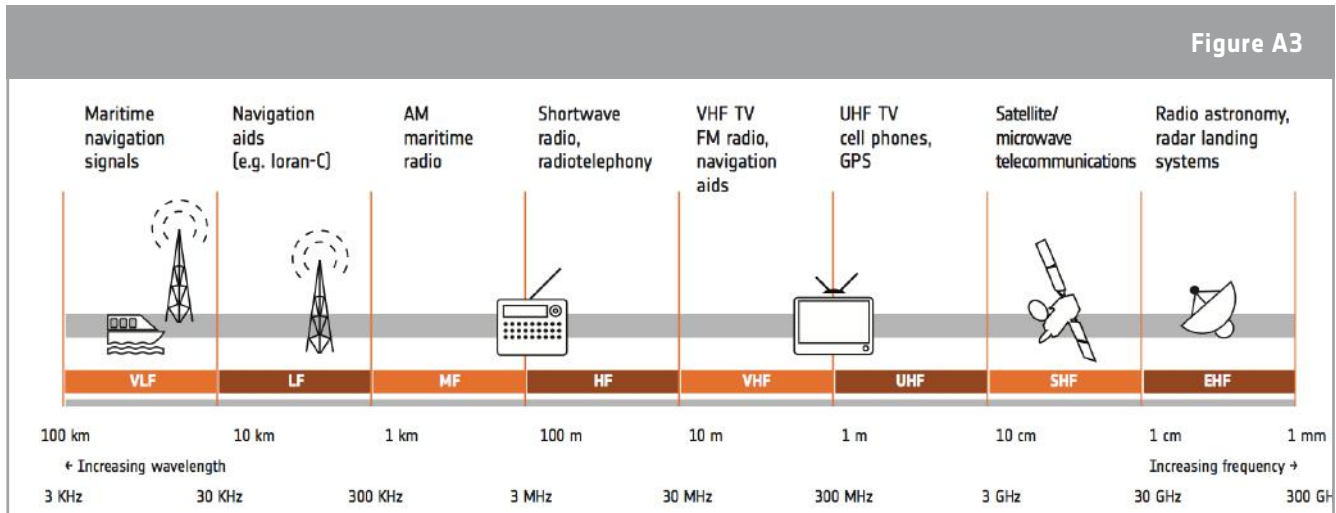 Figure A3
Maritime
navigation
signals
Navigation
aids
(e.g. loran-C)
AM
maritime
radio
Shortwave
radio,
radiotelephony
VHF TV
FM radio,
navigation
aids
UHF TV
cell phones,
GPS
Satellite/
microwave
telecommunications
Radio astronomy,
radar landing
systems
VLF LF MF HF VHF UHF SHF EHF
100 km 10 km 1 km 100 m 10 m 1 m 10 cm 1 cm 1 mm
← Increasing wavelength Increasing frequency →
3 KHz 30 KHz 300 KHz 3 MHz 30 MHz 300 MHz 3 GHz 30 GHz 300 GH